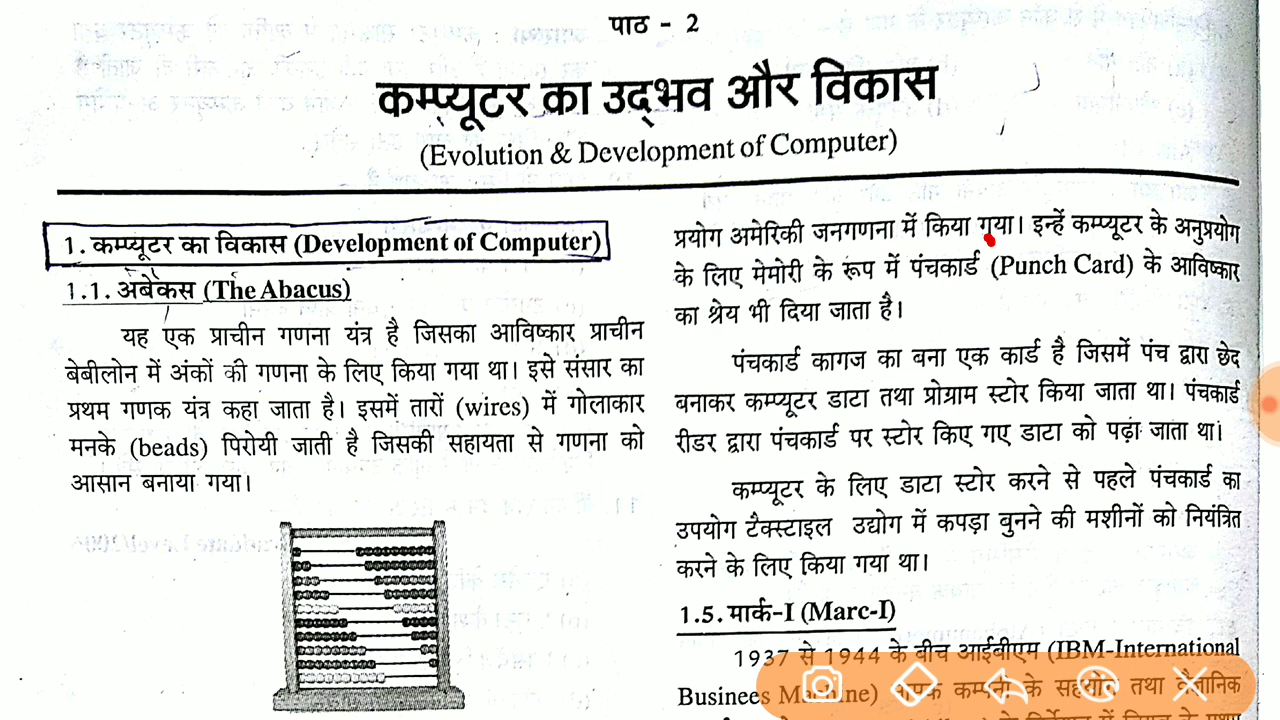 पाठ - 2
कम्प्यूटर का उद्भव और विकास
(Evolution & Development of Computer)
1. कम्प्यूटर का विकास (Development of Computer)
1.1. अबेकस (The Abacus)
यह एक प्राचीन गणना यंत्र है जिसका आविष्कार प्राचीन
बेबीलोन में अंकों की गणना के लिए किया गया था। इसे संसार का
प्रथम गणक यंत्र कहा जाता है। इसमें तारों (wires) में गोलाकार
मनके (beads) पिरोयी जाती है जिसकी सहायता से गणना को
आसान बनाया गया।
प्रयोग अमेरिकी जनगणना में किया गया। इन्हें कम्प्यूटर के अनुप्रयोग
के लिए मेमोरी के रूप में पंचकार्ड (Punch Card) के आविष्कार
का श्रेय भी दिया जाता है।
पंचकार्ड कागज का बना एक कार्ड है जिसमें पंच द्वारा छेद
बनाकर कम्प्यूटर डाटा तथा प्रोग्राम स्टोर किया जाता था। पंचकार्ड
रीडर द्वारा पंचकार्ड पर स्टोर किए गए डाटा को पढ़ा जाता था।
कम्प्यूटर के लिए डाटा स्टोर करने से पहले पंचकार्ड का
उपयोग टैक्स्टाइल उद्योग में कपड़ा बुनने की मशीनों को नियंत्रित
करने के लिए किया गया था।
1.5. मार्क-I (Marc-I)
1937 से 1944 के बीच आईबीएम (IBM-International
Businees Machine) नामक कम्पनी के सहयोग तथा वैज्ञानिक